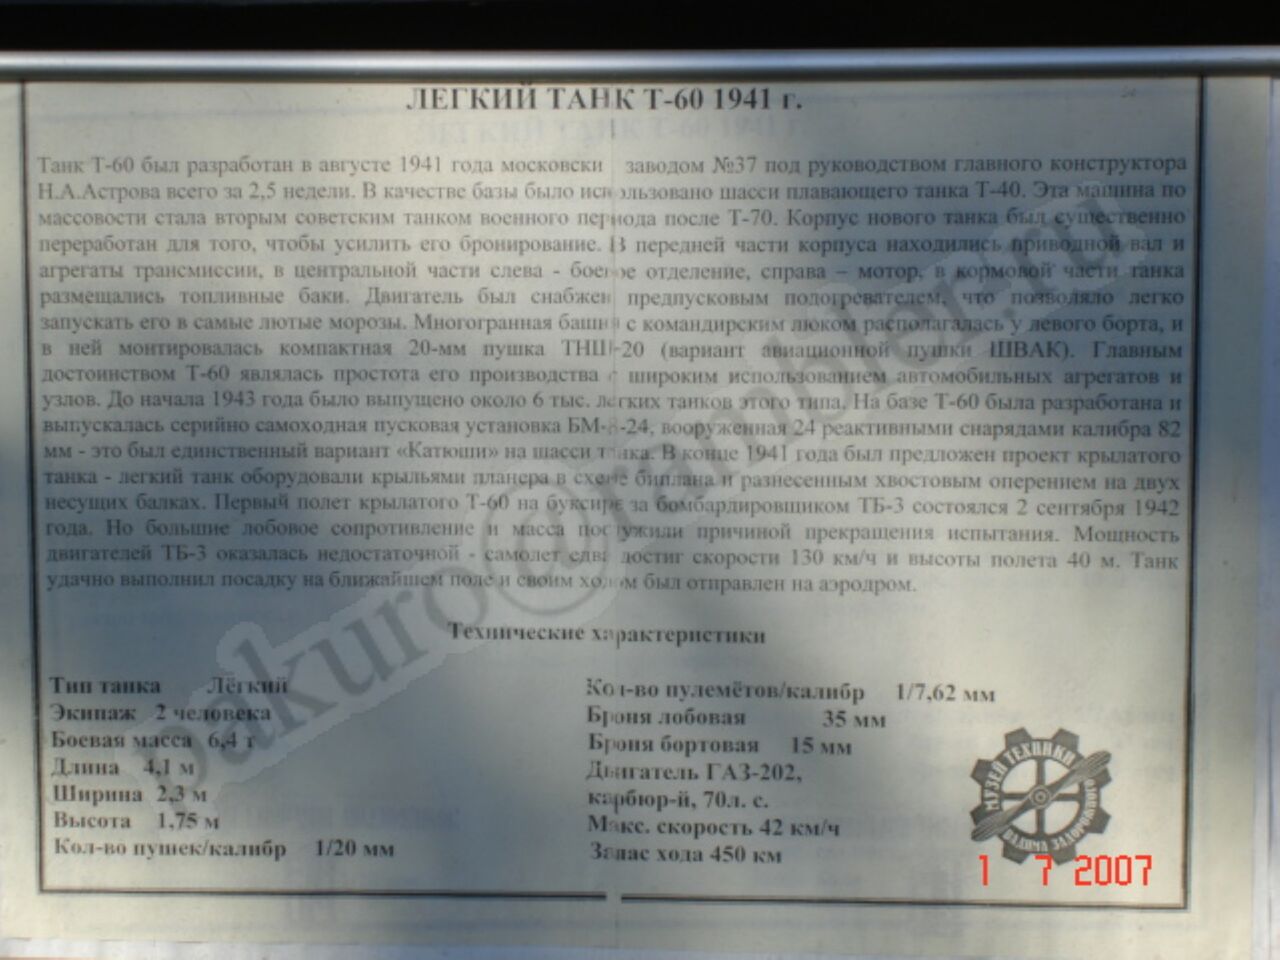 ЛЕГКИЙ ТАНК Т-60 1941 г.
Танк Т-60 был разработан в августе 1941 года московски заводом №37 под руководством главного конструктора
Н.А.Астрова всего за 2,5 недели. В качестве базы было использовано шасси плавающего танка Т-40. Эта машина по
массовости стала вторым советским танком военного периода после Т-70. Корпус нового танка был существенно
переработан для того, чтобы усилить его бронирование. В передней части корпуса находились приводной вал и
агрегаты трансмиссии, в центральной части слева - боевое отделение, справа – мотор, в кормовой части танка
размещались топливные баки. Двигатель был снабжен предпусковым подогревателем, что позволяло легко
запускать его в самые лютые морозы. Многогранная башня с командирским люком располагалась у левого борта, и
в ней монтировалась компактная 20-мм пушка ТНШ-20 (вариант авиационной пушки ШВАК). Главным
достоинством Т-60 являлась простота его производства с широким использованием автомобильных агрегатов и
узлов. До начала 1943 года было выпущено около 6 тыс. легких танков этого типа. На базе Т-60 была разработана и
выпускалась серийно самоходная пусковая установка БМ-8-24, вооруженная 24 реактивными снарядами калибра 82
мм - это был единственный вариант «Катюши» на шасси танка. В конце 1941 года был предложен проект крылатого
танка - легкий танк оборудовали крыльями планера в схеме биплана и разнесенным хвостовым оперением на двух
несущих балках. Первый полет крылатого Т-60 на буксире за бомбардировщиком ТБ-3 состоялся 2 сентября 1942
года. Но большие лобовое сопротивление и масса послужили причиной прекращения испытания. Мощность
двигателей ТБ-3 оказалась недостаточной - самолет едва достиг скорости 130 км/ч и высоты полета 40 м. Танк
удачно выполнил посадку на ближайшем поле и своим ходом был отправлен на аэродром.
Технические характеристики
Тип танка Лёгкий
Экипаж 2 человека
Боевая масса 6,4 т
Длина 4,1 м
Ширина 2,3 м
Высота 1,75 м
Кол-во пушек/калибр 1/20 мм
Кол-во пулемётов/калибр 1/7,62 мм
Броня лобовая 35 мм
Броня бортовая 15 мм
Двигатель ГАЗ-202,
карбюр-й, 70л. с.
Макс. скорость 42 км/ч
Запас хода 450 км
МУЗЕЙ ТЕХНИКИ
ВАДИМА ЗАДОРОЖНОГО
1 7 2007
pakuro@rambler.ru